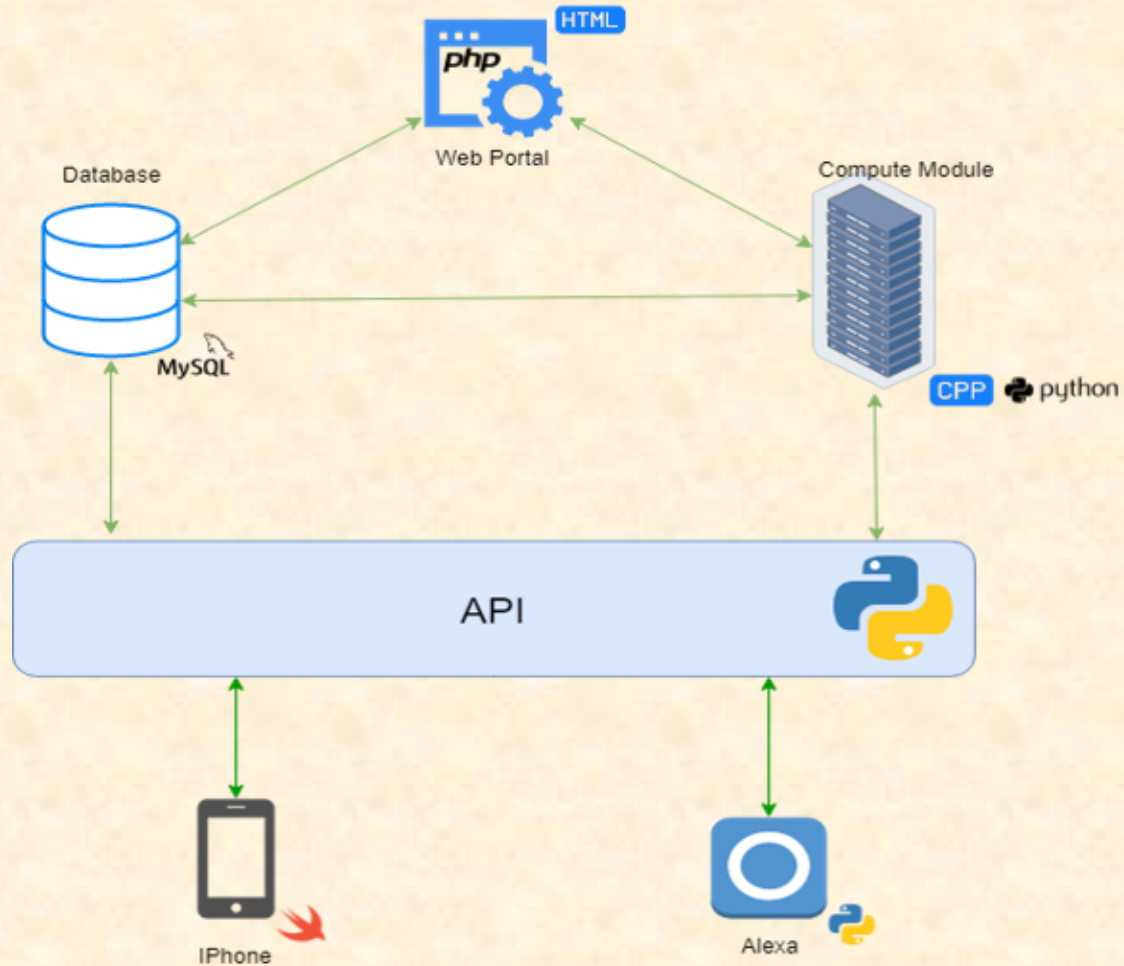 HTML
php
Web Portal
Database
Compute Module
MySQL
CPP
python
API
IPhone
Alexa